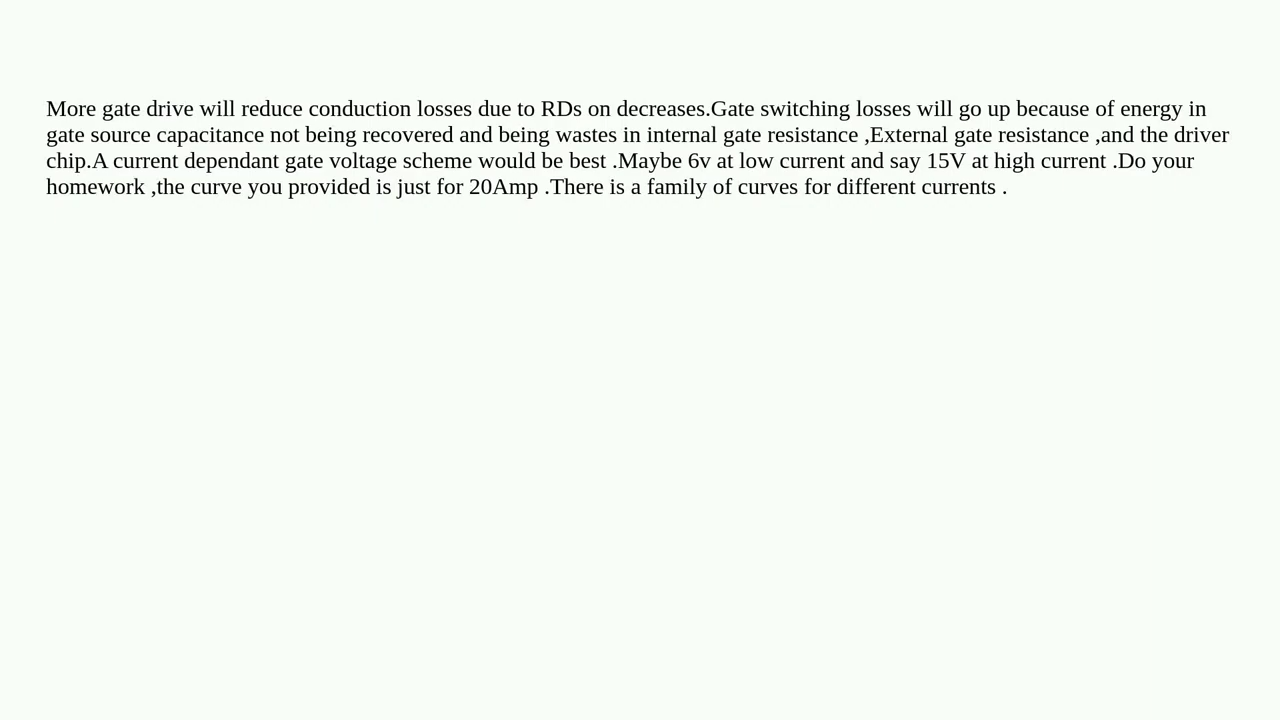 More gate drive will reduce conduction losses due to RDs on decreases.Gate switching losses will go up because of energy in
gate source capacitance not being recovered and being wastes in internal gate resistance ,External gate resistance ,and the driver
chip.A current dependant gate voltage scheme would be best .Maybe 6v at low current and say 15V at high current .Do your
homework ,the curve you provided is just for 20Amp .There is a family of curves for different currents .